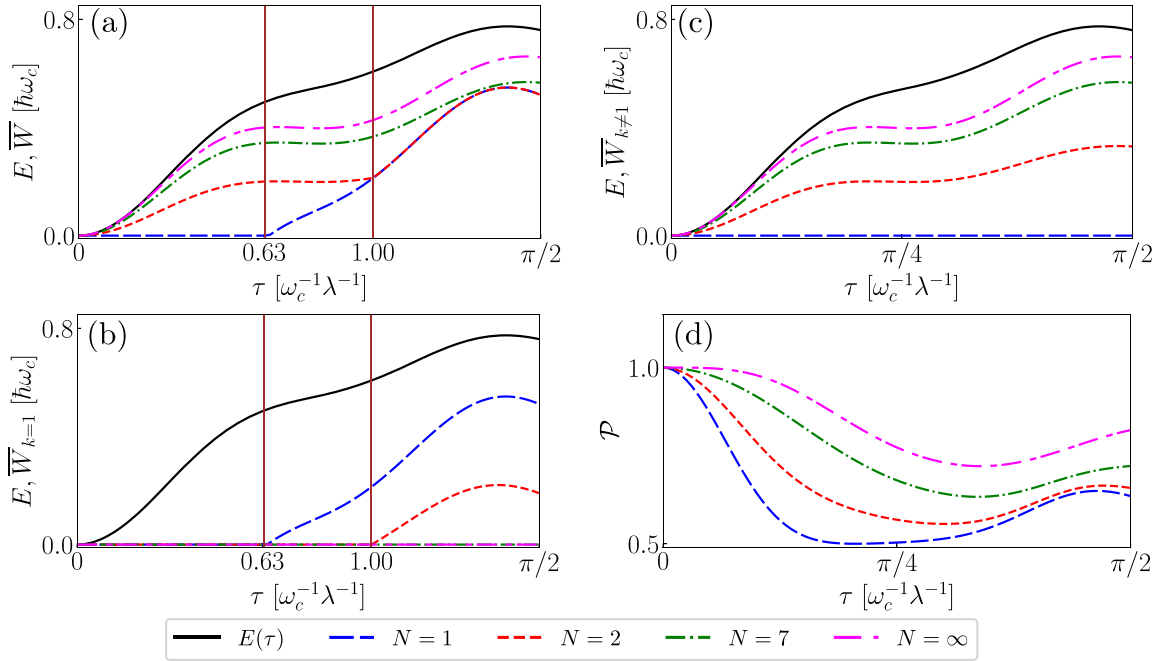 (a)
E, W̅ [ħω_c]
0.8
0.0
0
0.63
1.00
π/2
τ [ω_c^{-1}λ^{-1}]
(c)
E, W̅_{k≠1} [ħω_c]
0.8
0.0
0
π/4
π/2
τ [ω_c^{-1}λ^{-1}]
(b)
E, W̅_{k=1} [ħω_c]
0.8
0.0
0
0.63
1.00
π/2
τ [ω_c^{-1}λ^{-1}]
(d)
𝒫
1.0
0.5
0
π/4
π/2
τ [ω_c^{-1}λ^{-1}]
E(τ)
N = 1
N = 2
N = 7
N = ∞